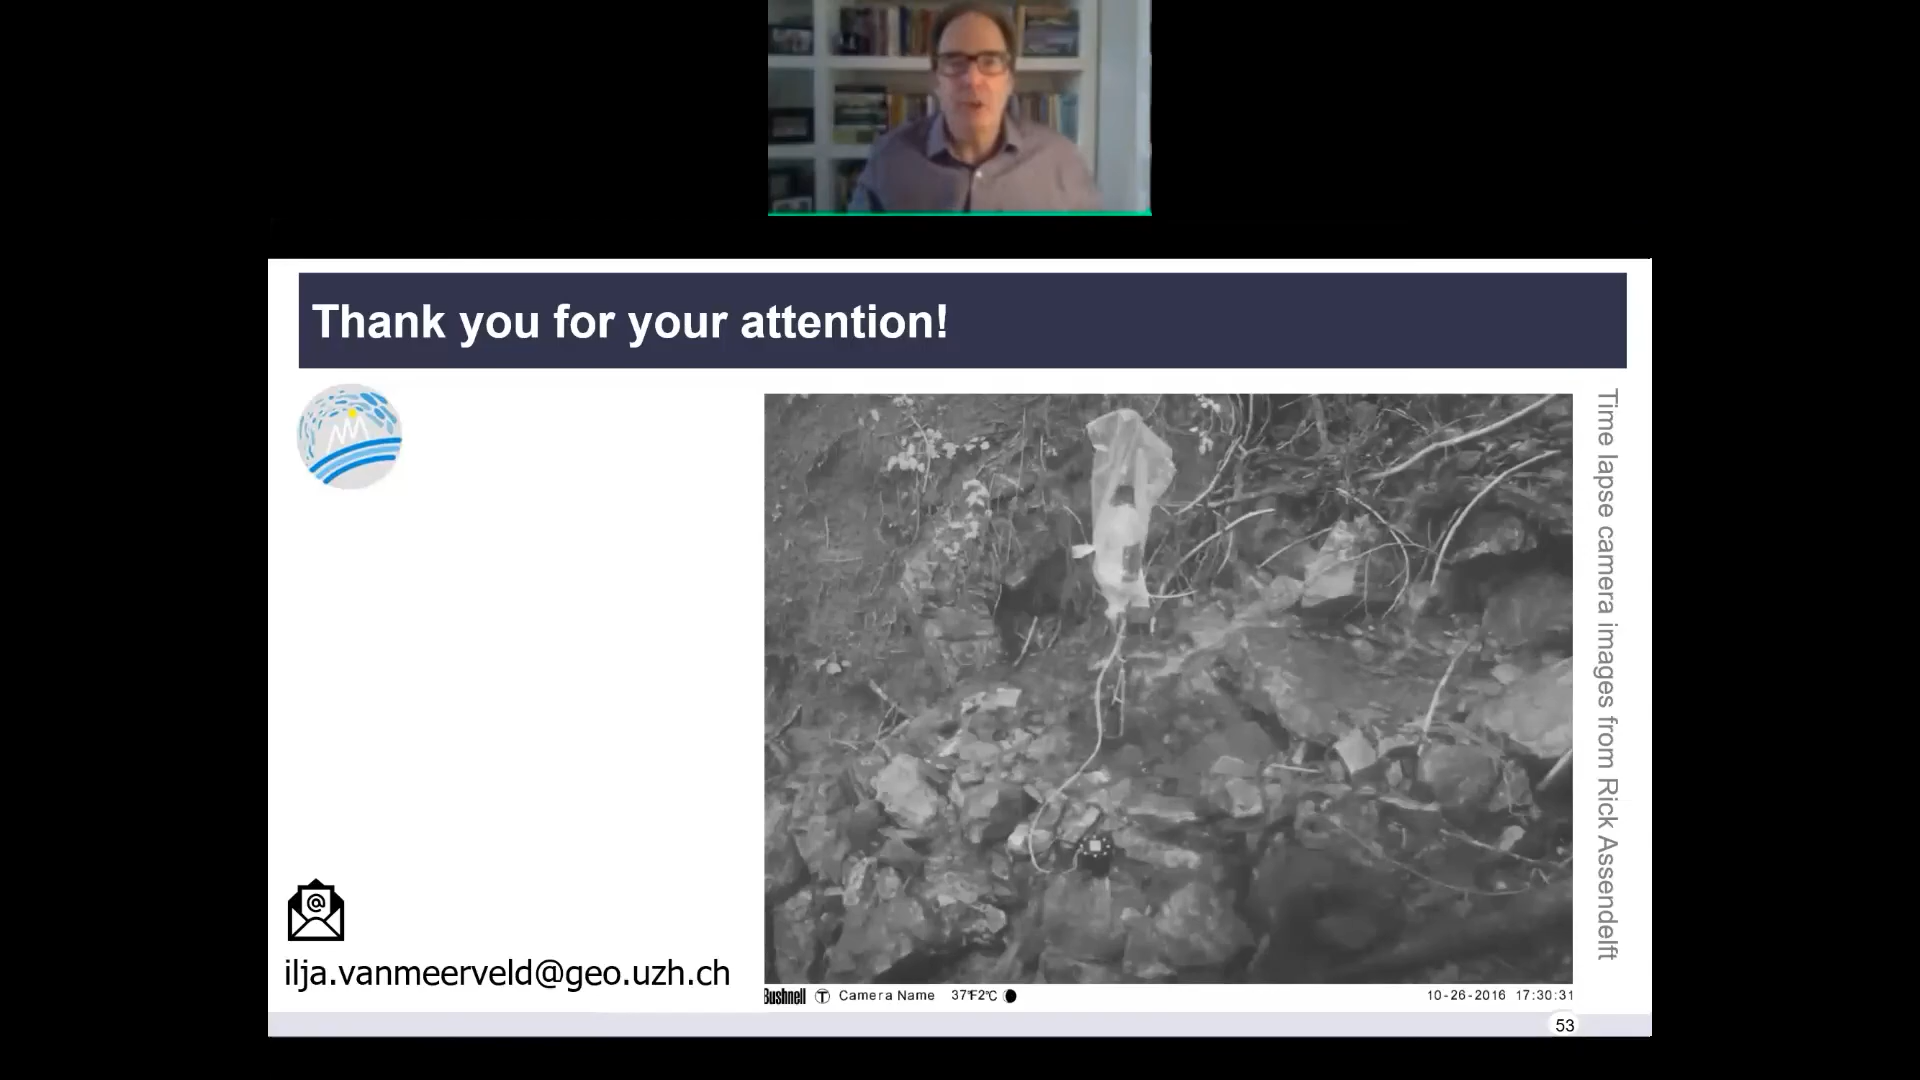 Thank you for your attention!
Time lapse camera images from Rick Assendelft
@
ilja.vanmeerveld@geo.uzh.ch
Bushnell T Camera Name 37°F2°C 10-26-2016 17:30:31
53